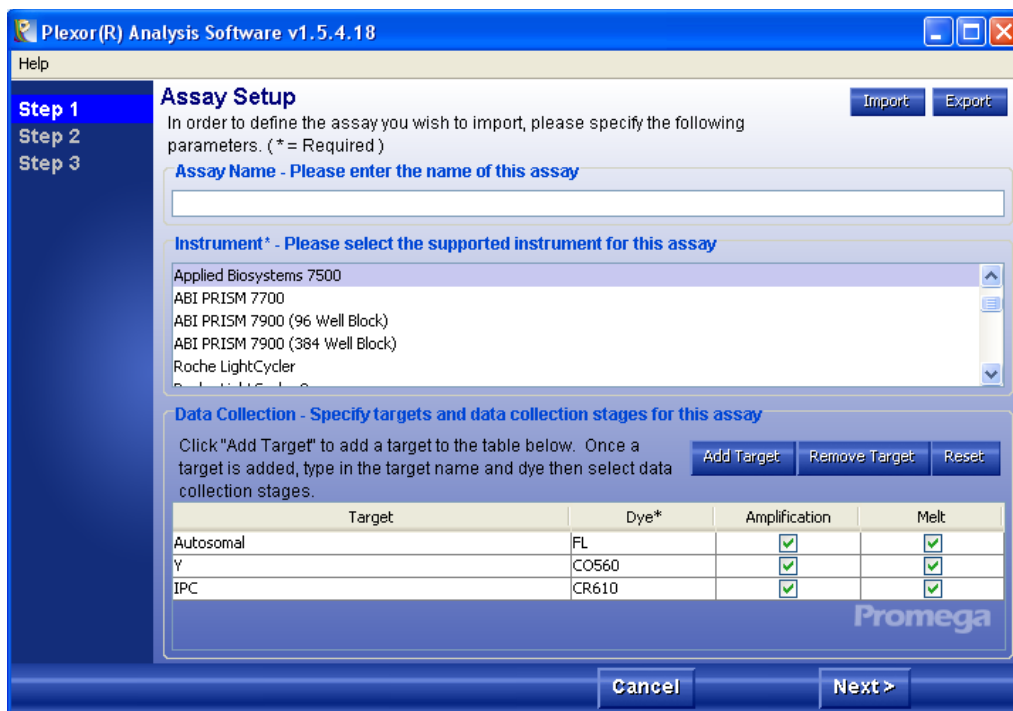 Plexor(R) Analysis Software v1.5.4.18
Help
Step 1
Step 2
Step 3
Assay Setup
Import
Export
In order to define the assay you wish to import, please specify the following
parameters. ( * = Required )
Assay Name - Please enter the name of this assay
Instrument* - Please select the supported instrument for this assay
Applied Biosystems 7500
ABI PRISM 7700
ABI PRISM 7900 (96 Well Block)
ABI PRISM 7900 (384 Well Block)
Roche LightCycler
Data Collection - Specify targets and data collection stages for this assay
Click "Add Target" to add a target to the table below. Once a
target is added, type in the target name and dye then select data
collection stages.
Add Target
Remove Target
Reset
Target Dye* Amplification Melt
Autosomal FL
Y CO560
IPC CR610
Promega
Cancel
Next >